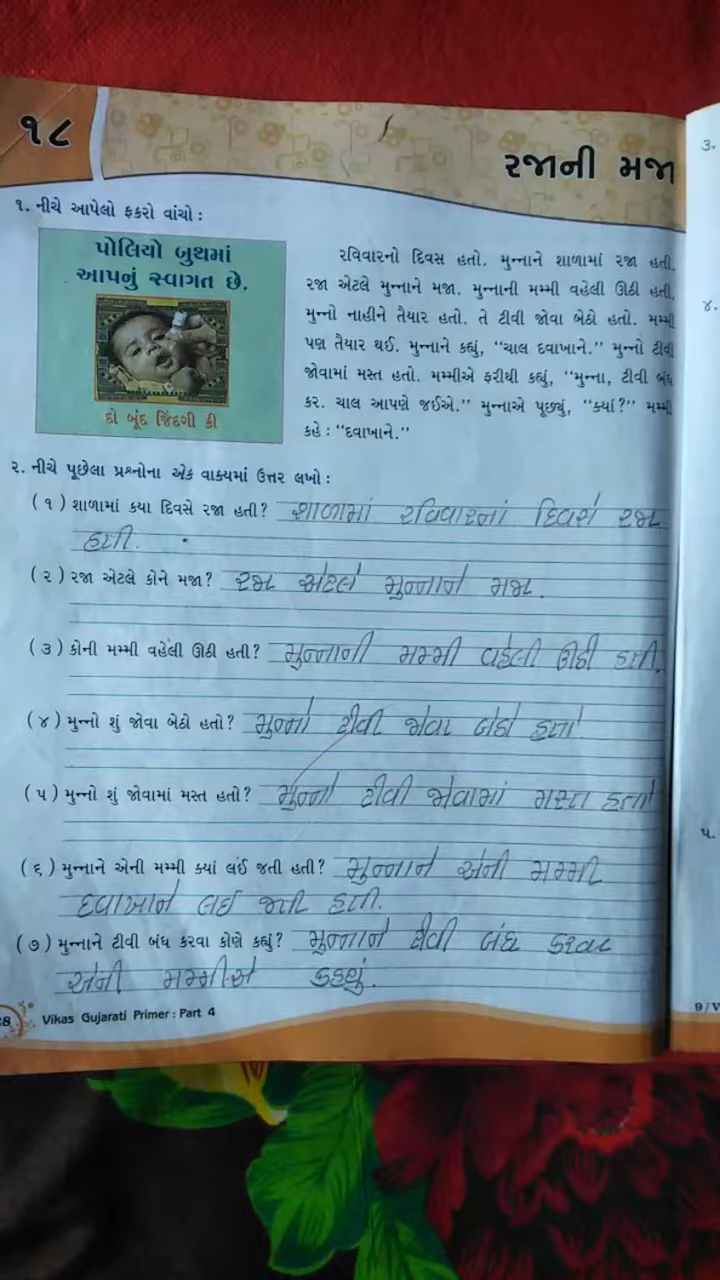 ૧૮
રજાની મજા
૧. નીચે આપેલો ફકરો વાંચો :
પોલિયો બુથમાં
આપનું સ્વાગત છે.
દો બૂંદ જિંદગી કી
રવિવારનો દિવસ હતો. મુન્નાને શાળામાં રજા હતી.
રજા એટલે મુન્નાને મજા. મુન્નાની મમ્મી વહેલી ઊઠી હતી.
મુન્નો નાહીને તૈયાર હતો. તે ટીવી જોવા બેઠો હતો. મમ્મી
પણ તૈયાર થઈ. મુન્નાને કહ્યું, “ચાલ દવાખાને.” મુન્નો ટીવી
જોવામાં મસ્ત હતો. મમ્મીએ ફરીથી કહ્યું, “મુન્ના, ટીવી બંધ
કર. ચાલ આપણે જઈએ.” મુન્નાએ પૂછ્યું, “ક્યાં?” મમ્મી
કહે : “દવાખાને.”
૨. નીચે પૂછેલા પ્રશ્નોના એક વાક્યમાં ઉત્તર લખો :
(૧) શાળામાં કયા દિવસે રજા હતી? શાળામાં રવિવારનાં દિવસે રજા
હતી.
(૨) રજા એટલે કોને મજા? રજા એટલે મુન્નાને મજા.
(૩) કોની મમ્મી વહેલી ઊઠી હતી? મુન્નાની મમ્મી વહેલી ઊઠી હતી.
(૪) મુન્નો શું જોવા બેઠો હતો? મુન્નો ટીવી જોવા બેઠો હતો
(૫) મુન્નો શું જોવામાં મસ્ત હતો? મુન્નો ટીવી જોવામાં મસ્ત હતો
(૬) મુન્નાને એની મમ્મી ક્યાં લઈ જતી હતી? મુન્નાને એની મમ્મી
દવાખાને લઈ જતી હતી.
(૭) મુન્નાને ટીવી બંધ કરવા કોણે કહ્યું? મુન્નાને ટીવી બંધ કરવા
એની મમ્મીએ કહ્યું.
Vikas Gujarati Primer : Part 4
૩.
૪.
૫.
9/V